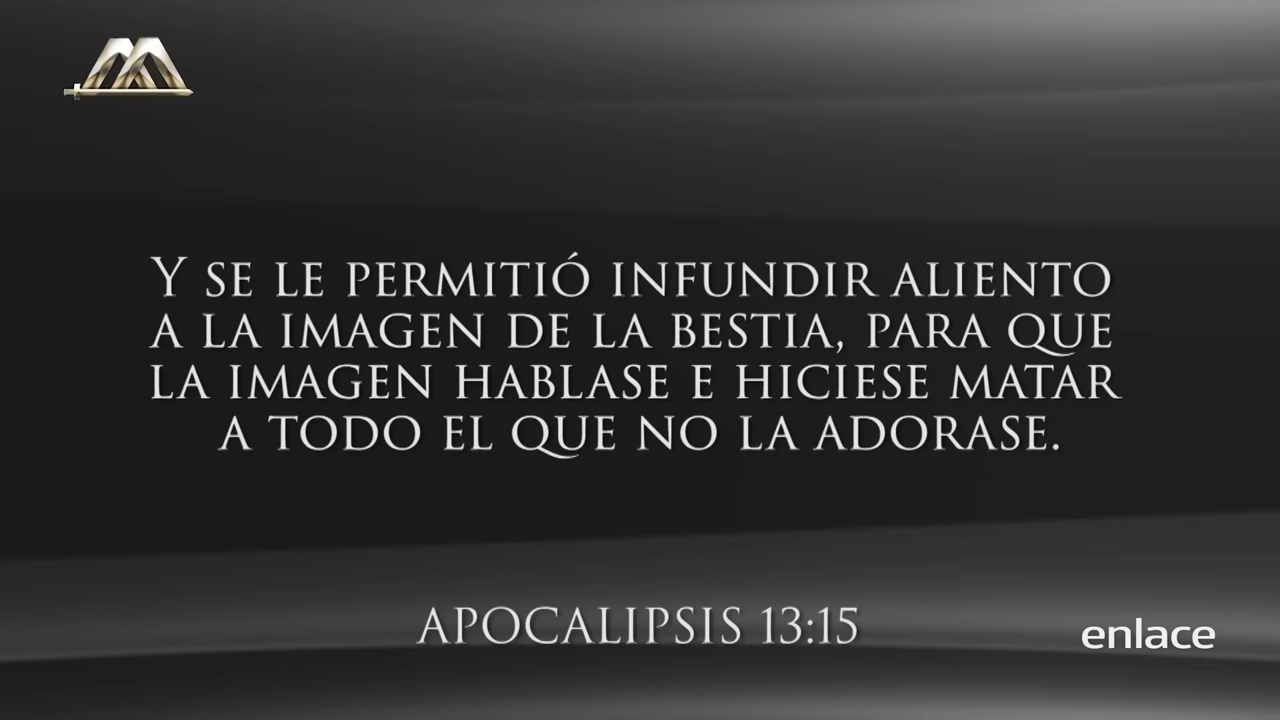 Y SE LE PERMITIÓ INFUNDIR ALIENTO
A LA IMAGEN DE LA BESTIA, PARA QUE
LA IMAGEN HABLASE E HICIESE MATAR
A TODO EL QUE NO LA ADORASE.
APOCALIPSIS 13:15
enlace